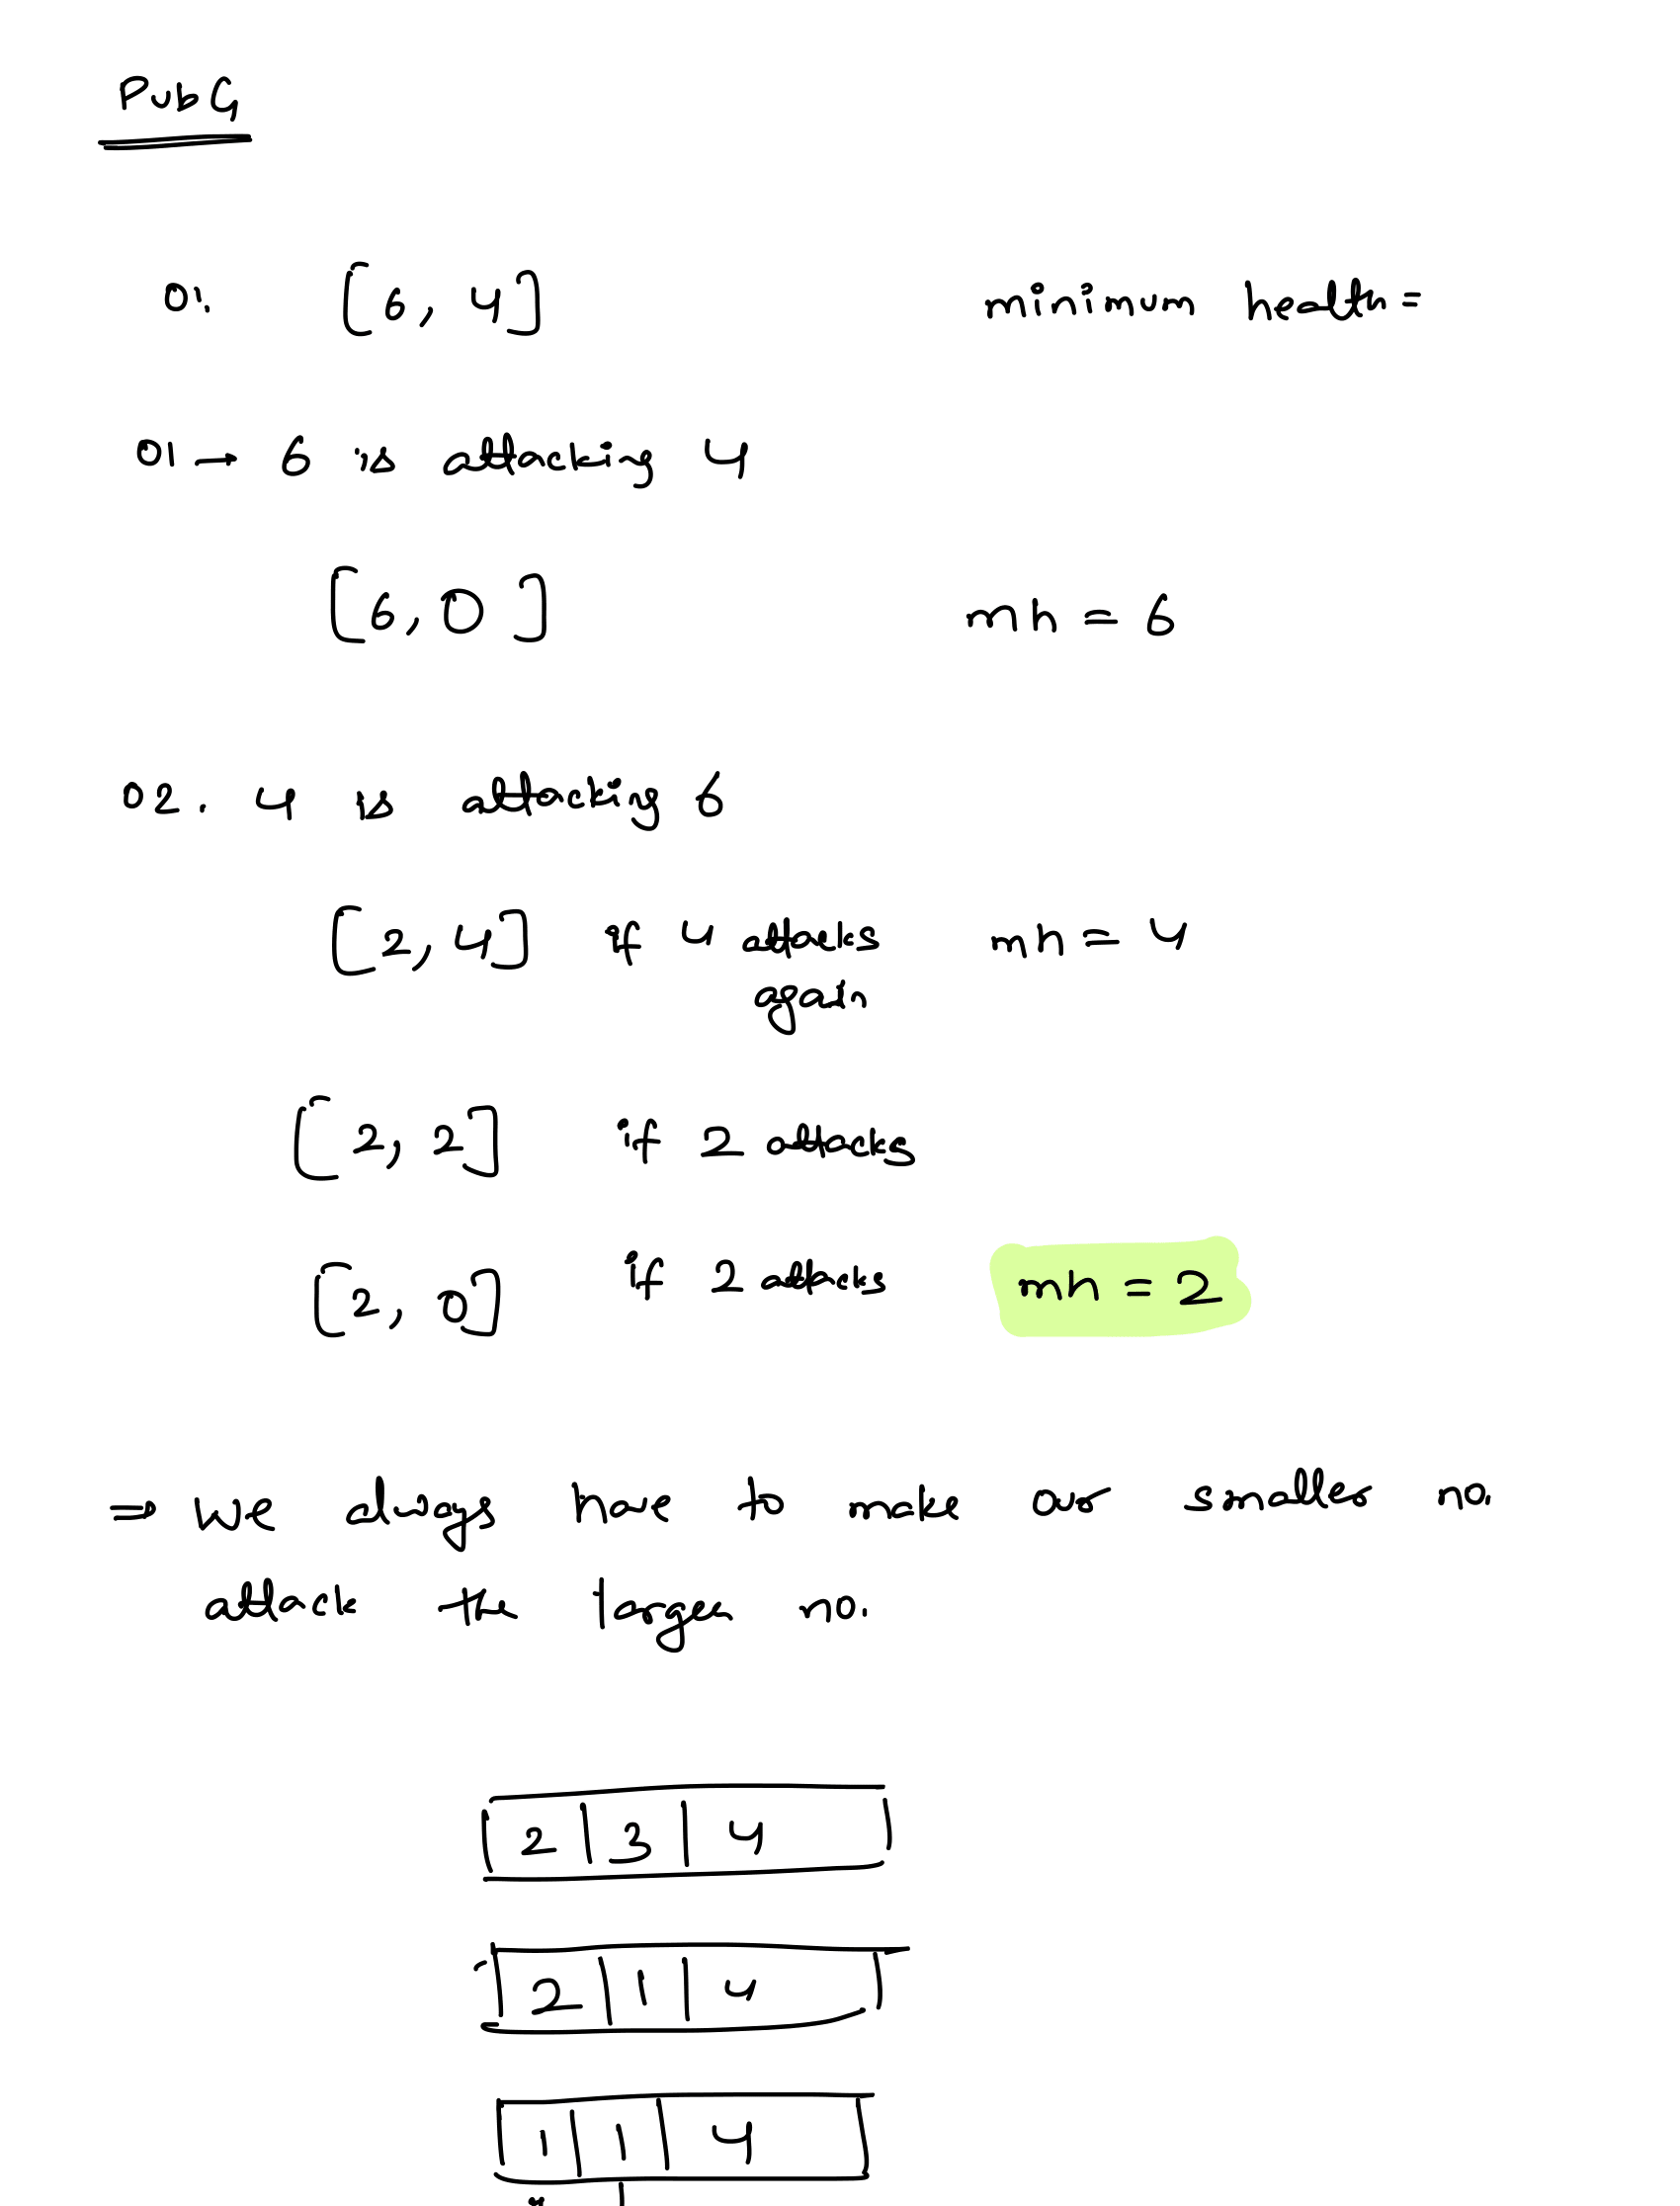 PubG
01. [6, 4] minimum health =
01 → 6 is attacking 4
[6, 0] mh = 6
02. 4 is attacking 6
[2, 4] if 4 attacks mh = 4
again
[2, 2] if 2 attacks
[2, 0] if 2 attacks mh = 2
⇒ we always have to make our smaller no.
attack the larger no.
2 | 3 | 4
2 | 1 | 4
1 | 1 | 4